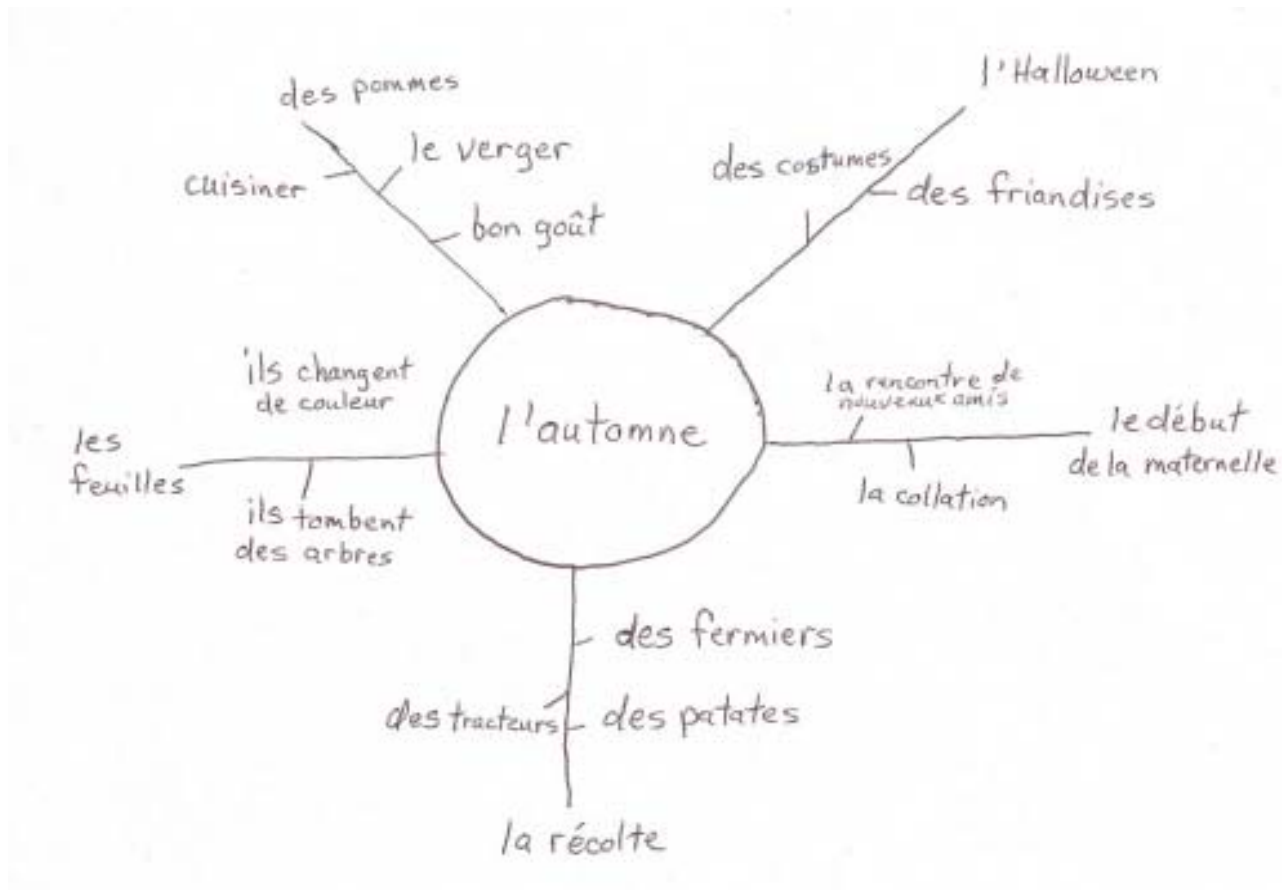 des pommes
cuisiner
le verger
bon goût
l'Halloween
des costumes
des friandises
ils changent
de couleur
les
feuilles
ils tombent
des arbres
l'automne
la rencontre de
nouveaux amis
la collation
le début
de la maternelle
des fermiers
des tracteurs
des patates
la récolte